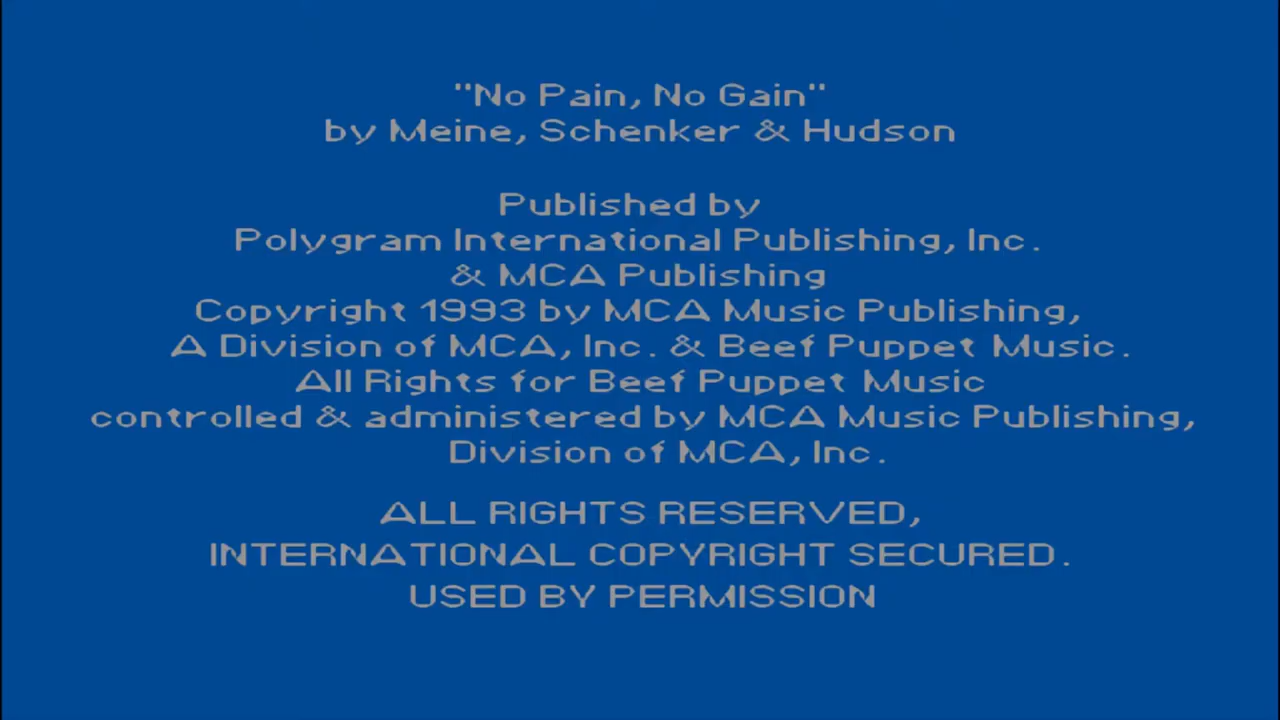 "No Pain, No Gain"
by Meine, Schenker & Hudson
Published by
Polygram International Publishing, Inc.
& MCA Publishing
Copyright 1993 by MCA Music Publishing,
A Division of MCA, Inc. & Beef Puppet Music.
All Rights for Beef Puppet Music
controlled & administered by MCA Music Publishing,
Division of MCA, Inc.
ALL RIGHTS RESERVED,
INTERNATIONAL COPYRIGHT SECURED.
USED BY PERMISSION